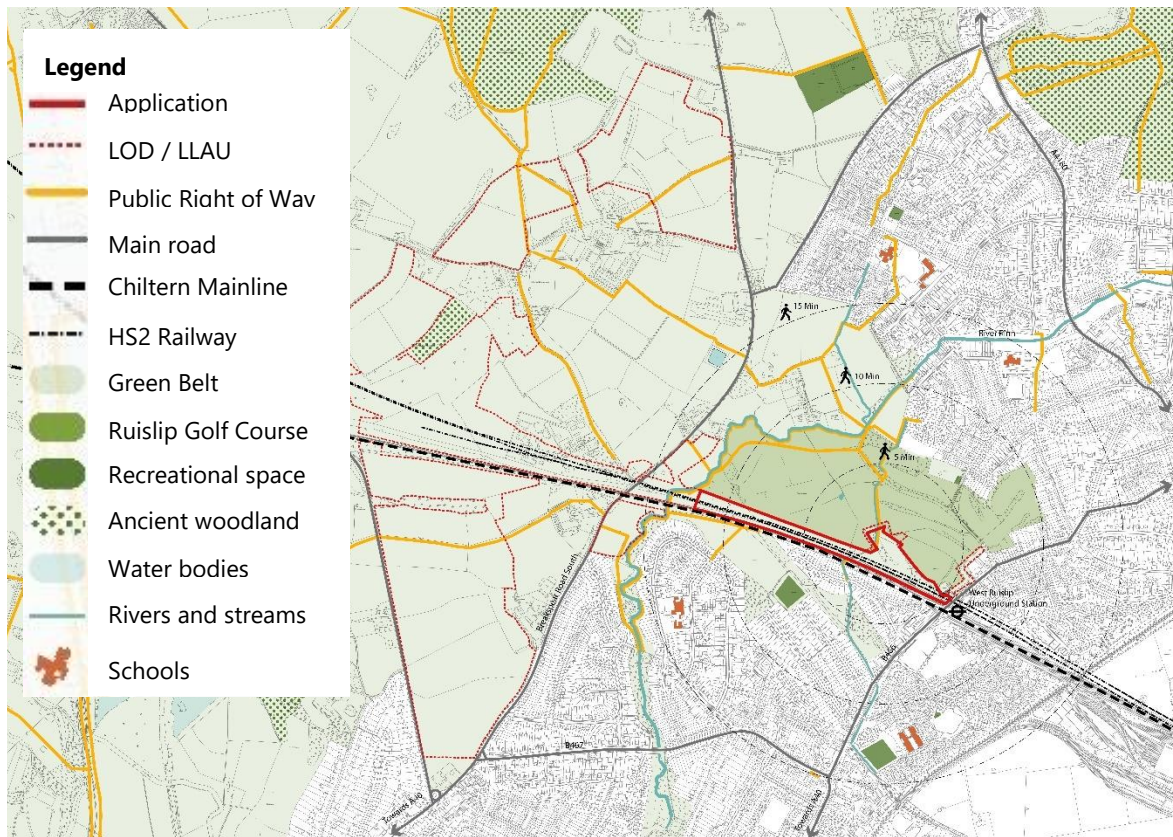 Legend
Application
LOD / LLAU
Public Right of Way
Main road
Chiltern Mainline
HS2 Railway
Green Belt
Ruislip Golf Course
Recreational space
Ancient woodland
Water bodies
Rivers and streams
Schools
A4180
15 Min
River Pinn
10 Min
5 Min
Breakspear Road South
West Ruislip
Underground Station
B466
B467
Towards A40
Towards A40